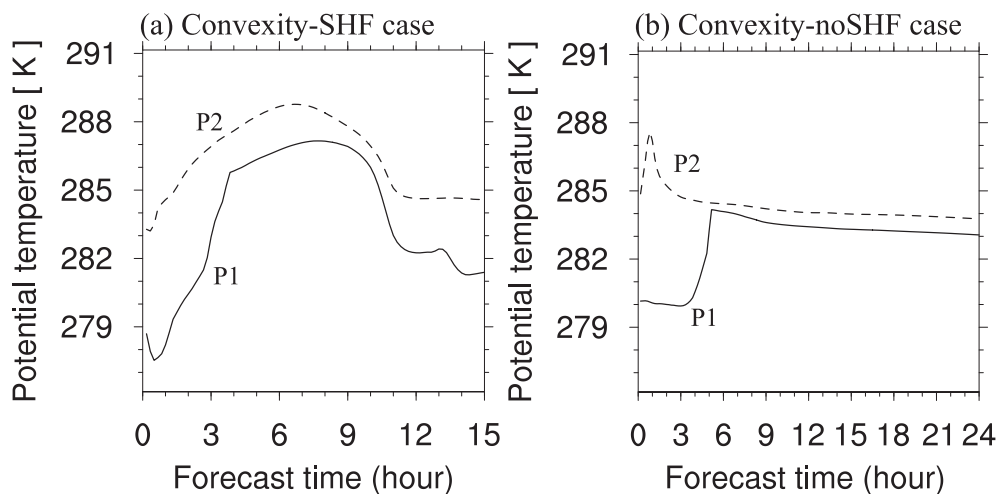 (a) Convexity-SHF case
Potential temperature [ K ]
291
288
285
282
279
P2
P1
0 3 6 9 12 15
Forecast time (hour)
(b) Convexity-noSHF case
Potential temperature [ K ]
291
288
285
282
279
P2
P1
0 3 6 9 12 15 18 21 24
Forecast time (hour)